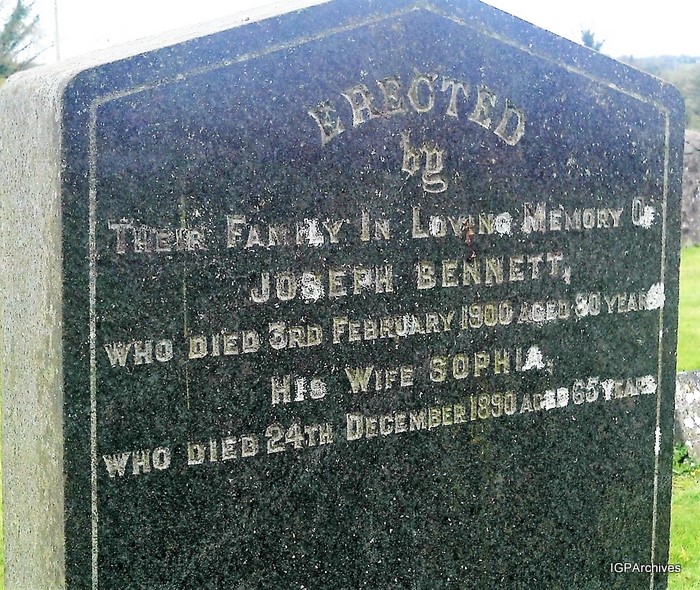 ERECTED
by
THEIR FAMILY IN LOVING MEMORY OF
JOSEPH BENNETT,
WHO DIED 3RD FEBRUARY 1900 AGED 80 YEARS
HIS WIFE SOPHIA,
WHO DIED 24TH DECEMBER 1890 AGED 65 YEARS
IGPArchives